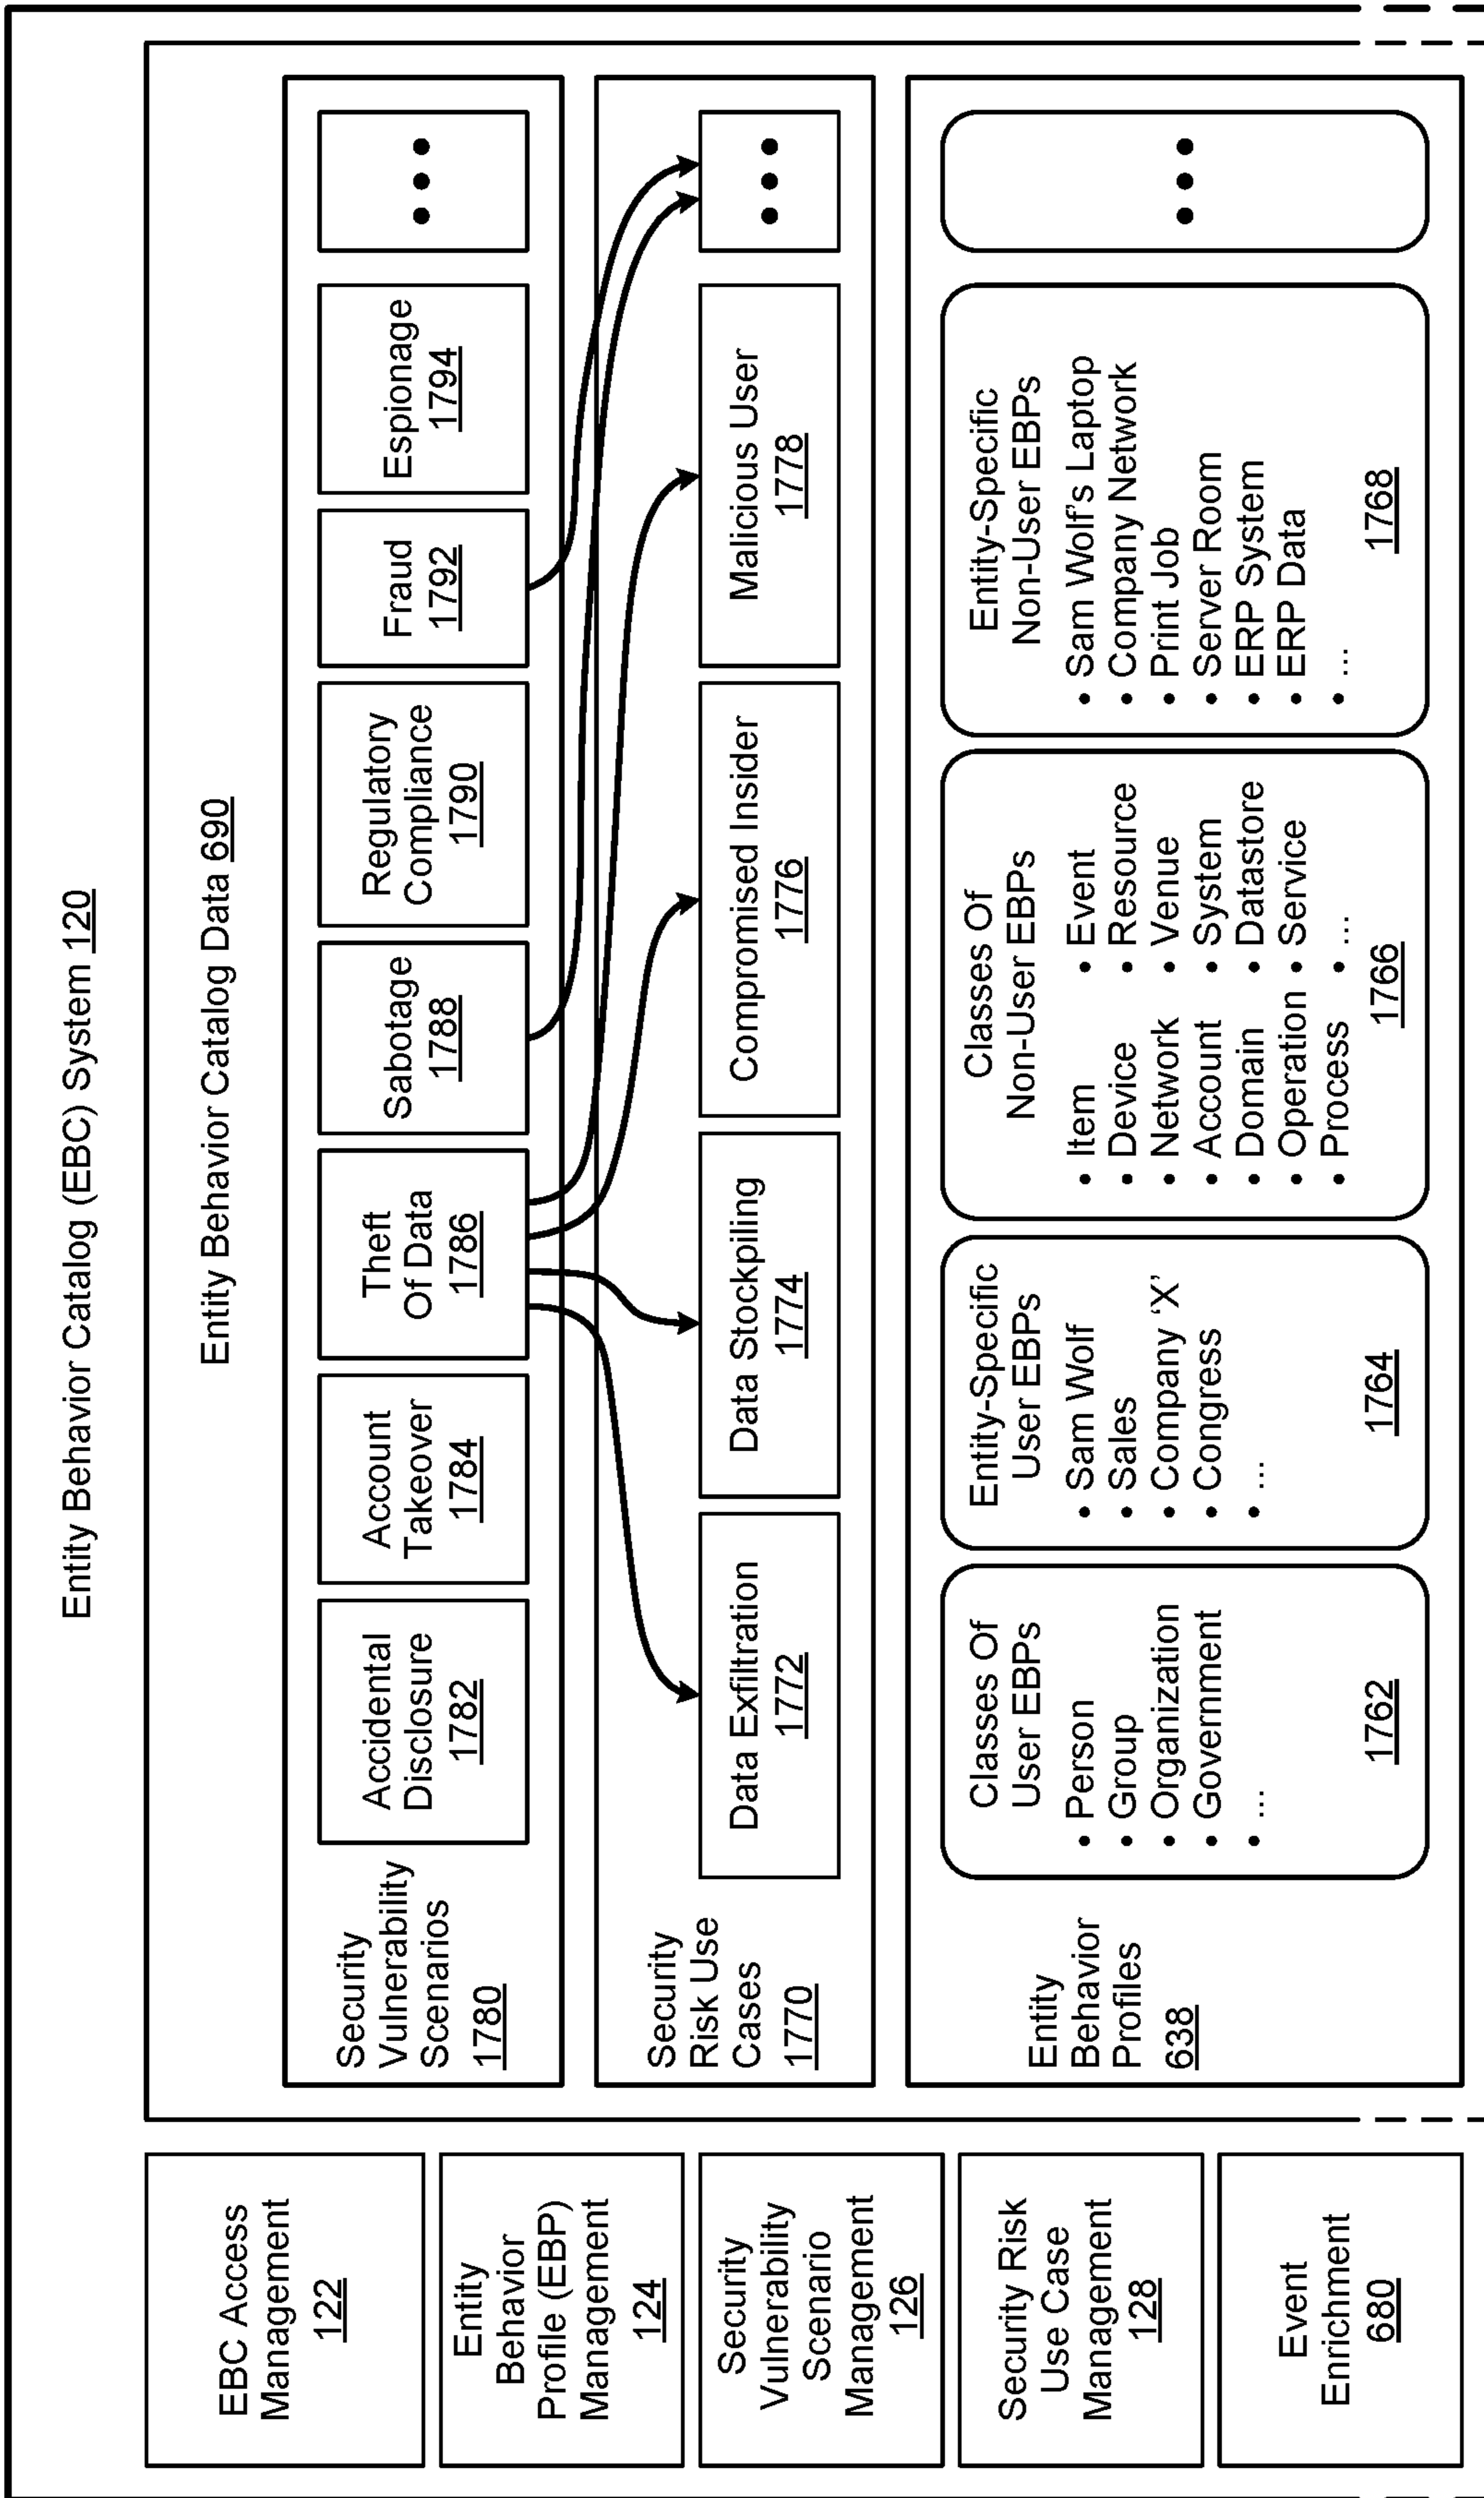 Entity Behavior Catalog (EBC) System 120
EBC Access
Management
122
Entity
Behavior
Profile (EBP)
Management
124
Security
Vulnerability
Scenario
Management
126
Security Risk
Use Case
Management
128
Event
Enrichment
680
Entity Behavior Catalog Data 690
Security
Vulnerability
Scenarios
1780
Accidental
Disclosure
1782
Account
Takeover
1784
Theft
Of Data
1786
Sabotage
1788
Regulatory
Compliance
1790
Fraud
1792
Espionage
1794
•••
Security
Risk Use
Cases
1770
Data Exfiltration
1772
Data Stockpiling
1774
Compromised Insider
1776
Malicious User
1778
•••
Entity
Behavior
Profiles
638
Classes Of
User EBPs
• Person
• Group
• Organization
• Government
• ...
1762
Entity-Specific
User EBPs
• Sam Wolf
• Sales
• Company ‘X’
• Congress
• ...
1764
Classes Of
Non-User EBPs
• Item • Event
• Device • Resource
• Network • Venue
• Account • System
• Domain • Datastore
• Operation • Service
• Process • ...
1766
Entity-Specific
Non-User EBPs
• Sam Wolf’s Laptop
• Company Network
• Print Job
• Server Room
• ERP System
• ERP Data
• ...
1768
•••